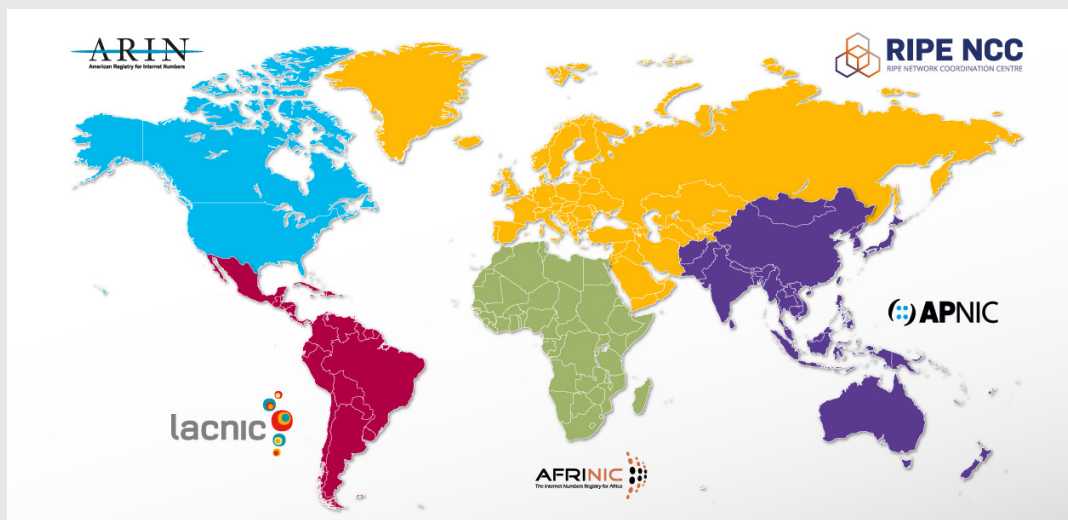 ARIN
American Registry for Internet Numbers
RIPE NCC
RIPE NETWORK COORDINATION CENTRE
APNIC
lacnic
AFRINIC
The Internet Numbers Registry for Africa